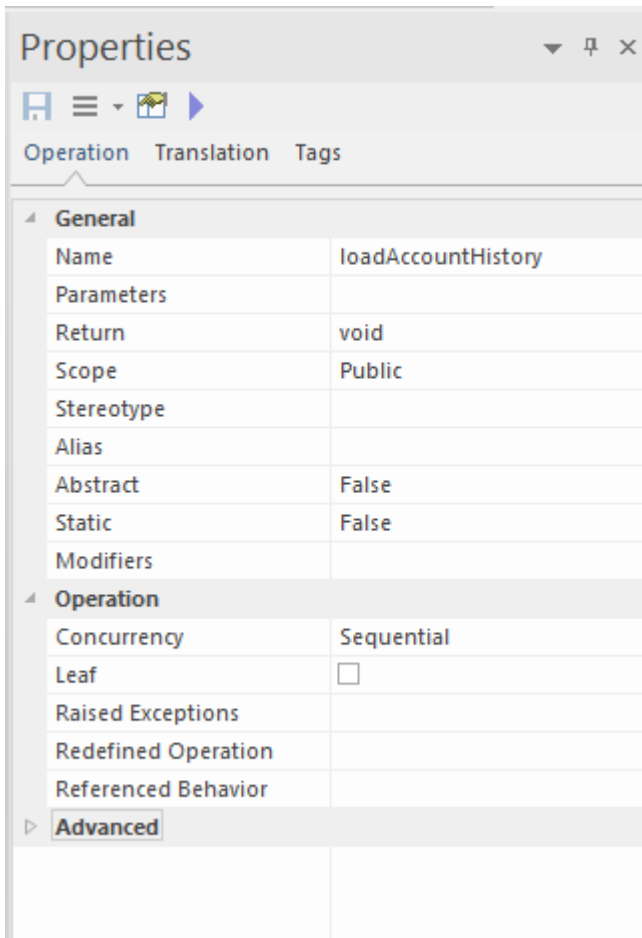 Properties
Operation Translation Tags
General
Name loadAccountHistory
Parameters
Return void
Scope Public
Stereotype
Alias
Abstract False
Static False
Modifiers
Operation
Concurrency Sequential
Leaf
Raised Exceptions
Redefined Operation
Referenced Behavior
Advanced